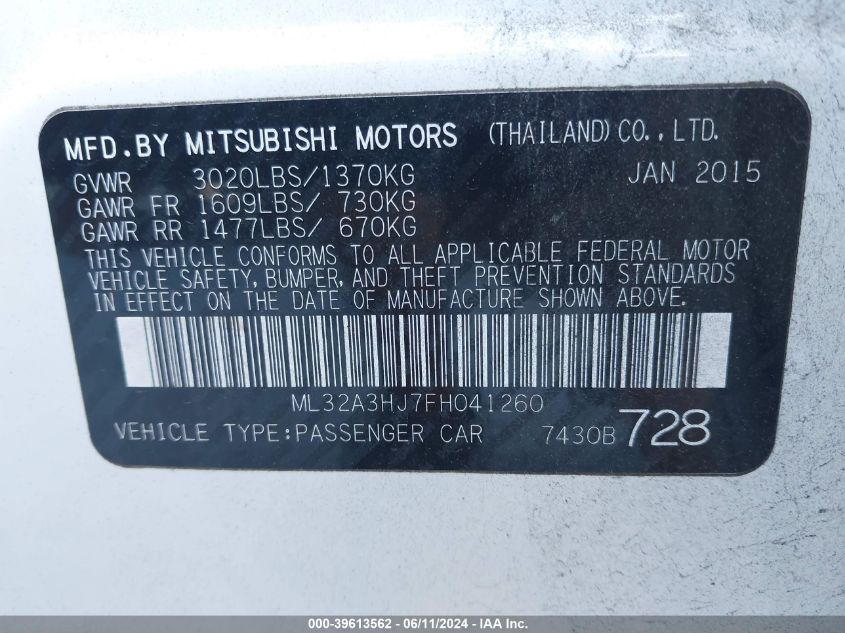 MFD.BY MITSUBISHI MOTORS (THAILAND) CO.,LTD.
GVWR 3020LBS/1370KG JAN 2015
GAWR FR 1609LBS/ 730KG
GAWR RR 1477LBS/ 670KG
THIS VEHICLE CONFORMS TO ALL APPLICABLE FEDERAL MOTOR
VEHICLE SAFETY, BUMPER, AND THEFT PREVENTION STANDARDS
IN EFFECT ON THE DATE OF MANUFACTURE SHOWN ABOVE.
ML32A3HJ7FH041260
VEHICLE TYPE:PASSENGER CAR 7430B 728
000-39613562 - 06/11/2024 - IAA Inc.